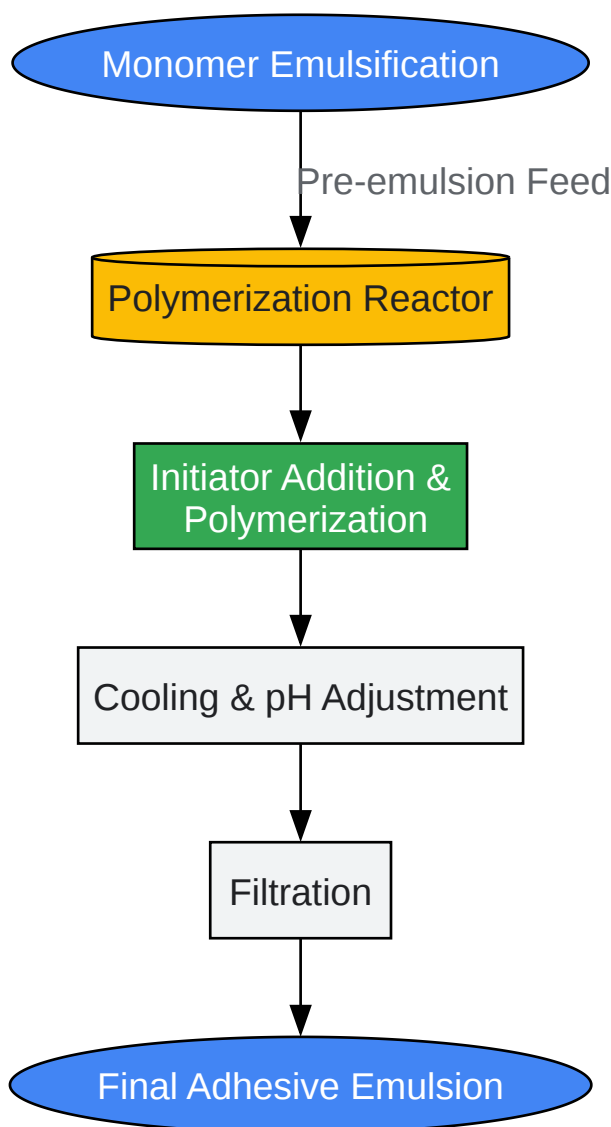 Monomer Emulsification
Pre-emulsion Feed
Polymerization Reactor
Initiator Addition &
Polymerization
Cooling & pH Adjustment
Filtration
Final Adhesive Emulsion